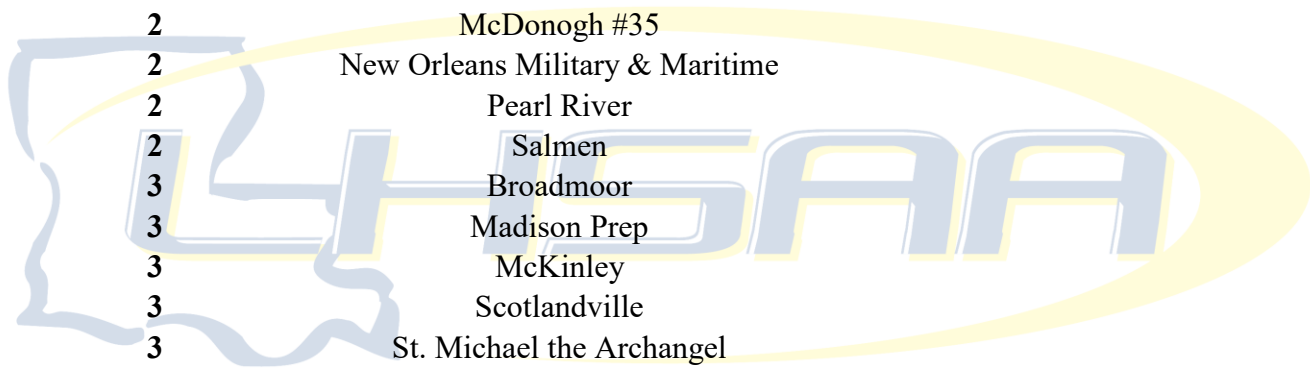 2 McDonogh #35
2 New Orleans Military & Maritime
2 Pearl River
2 Salmen
3 Broadmoor
3 Madison Prep
3 McKinley
3 Scotlandville
3 St. Michael the Archangel
LHSAA